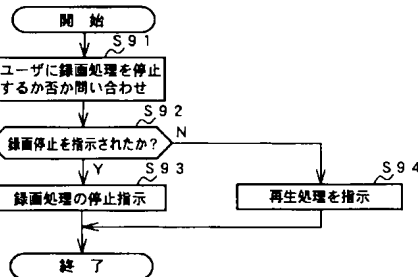 開始
S91
ユーザに録画処理を停止
するか否か問い合わせ
S92
録画停止を指示されたか?
N
Y
S93
録画処理の停止指示
S94
再生処理を指示
終了